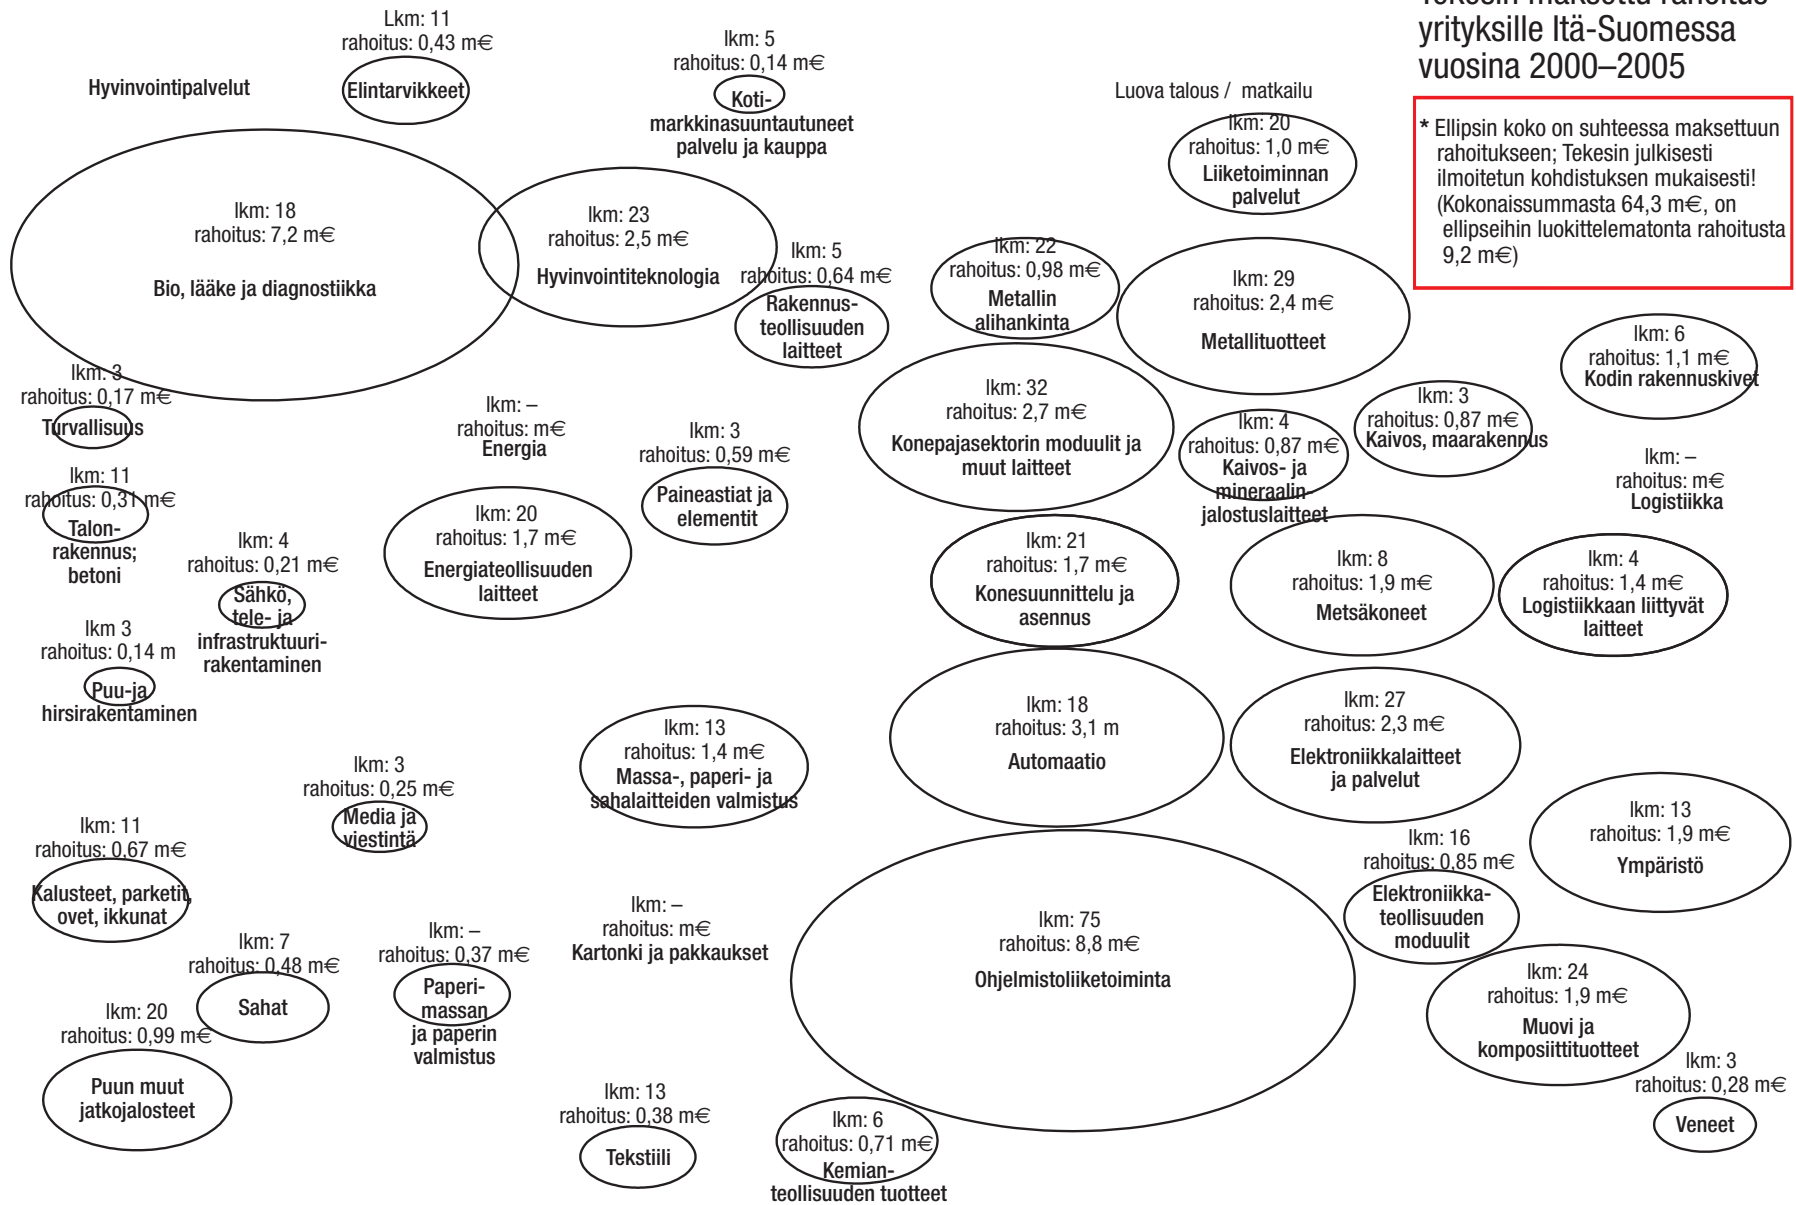 Tekesin maksettu rahoitus
yrityksille Itä-Suomessa
vuosina 2000–2005
* Ellipsin koko on suhteessa maksettuun
rahoitukseen; Tekesin julkisesti
ilmoitetun kohdistuksen mukaisesti!
(Kokonaissummasta 64,3 m€, on
ellipseihin luokittelematonta rahoitusta
9,2 m€)
Hyvinvointipalvelut
Lkm: 11
rahoitus: 0,43 m€
Elintarvikkeet
lkm: 5
rahoitus: 0,14 m€
Koti-
markkinasuuntautuneet
palvelu ja kauppa
Luova talous / matkailu
lkm: 20
rahoitus: 1,0 m€
Liiketoiminnan
palvelut
lkm: 18
rahoitus: 7,2 m€
Bio, lääke ja diagnostiikka
lkm: 23
rahoitus: 2,5 m€
Hyvinvointiteknologia
lkm: 5
rahoitus: 0,64 m€
Rakennus-
teollisuuden
laitteet
lkm: 22
rahoitus: 0,98 m€
Metallin
alihankinta
lkm: 29
rahoitus: 2,4 m€
Metallituotteet
lkm: 6
rahoitus: 1,1 m€
Kodin rakennuskivet
lkm: 3
rahoitus: 0,17 m€
Turvallisuus
lkm: –
rahoitus: m€
Energia
lkm: 3
rahoitus: 0,59 m€
Paineastiat ja
elementit
lkm: 32
rahoitus: 2,7 m€
Konepajasektorin moduulit ja
muut laitteet
lkm: 4
rahoitus: 0,87 m€
Kaivos- ja
mineraalin-
jalostuslaitteet
lkm: 3
rahoitus: 0,87 m€
Kaivos, maarakennus
lkm: –
rahoitus: m€
Logistiikka
lkm: 11
rahoitus: 0,31 m€
Talon-
rakennus;
betoni
lkm: 4
rahoitus: 0,21 m€
Sähkö,
tele- ja
infrastruktuuri-
rakentaminen
lkm: 20
rahoitus: 1,7 m€
Energiateollisuuden
laitteet
lkm: 21
rahoitus: 1,7 m€
Konesuunnittelu ja
asennus
lkm: 8
rahoitus: 1,9 m€
Metsäkoneet
lkm: 4
rahoitus: 1,4 m€
Logistiikkaan liittyvät
laitteet
lkm 3
rahoitus: 0,14 m
Puu-ja
hirsirakentaminen
lkm: 13
rahoitus: 1,4 m€
Massa-, paperi- ja
sahalaitteiden valmistus
lkm: 18
rahoitus: 3,1 m
Automaatio
lkm: 27
rahoitus: 2,3 m€
Elektroniikkalaitteet
ja palvelut
lkm: 3
rahoitus: 0,25 m€
Media ja
viestintä
lkm: 13
rahoitus: 1,9 m€
Ympäristö
lkm: 11
rahoitus: 0,67 m€
Kalusteet, parketit,
ovet, ikkunat
lkm: 16
rahoitus: 0,85 m€
Elektroniikka-
teollisuuden
moduulit
lkm: –
rahoitus: m€
Kartonki ja pakkaukset
lkm: 75
rahoitus: 8,8 m€
Ohjelmistoliiketoiminta
lkm: 7
rahoitus: 0,48 m€
Sahat
lkm: –
rahoitus: 0,37 m€
Paperi-
massan
ja paperin
valmistus
lkm: 24
rahoitus: 1,9 m€
Muovi ja
komposiittituotteet
lkm: 20
rahoitus: 0,99 m€
Puun muut
jatkojalosteet
lkm: 3
rahoitus: 0,28 m€
Veneet
lkm: 13
rahoitus: 0,38 m€
Tekstiili
lkm: 6
rahoitus: 0,71 m€
Kemian-
teollisuuden tuotteet